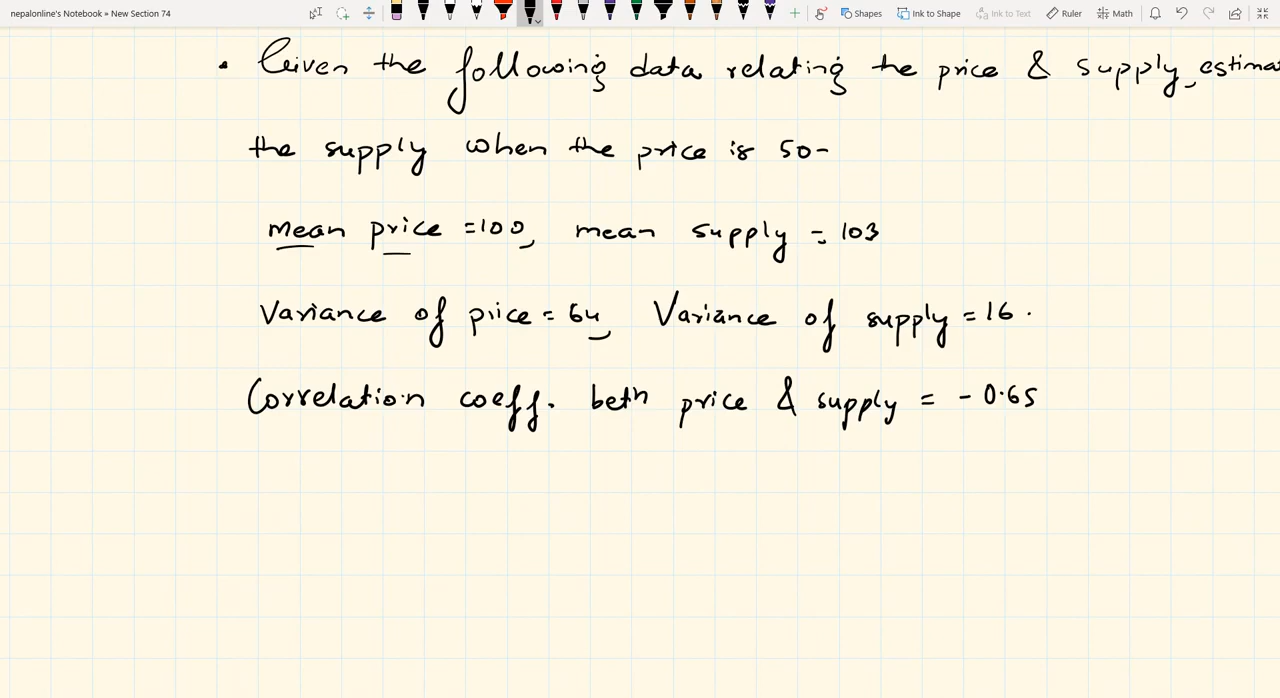 nepalonline's Notebook » New Section 74 Shapes Ink to Shape Ink to Text Ruler Math
• Given the following data relating the price & supply, estima
the supply when the price is 50-
mean price =100, mean supply = 103
Variance of price = 64, Variance of supply = 16.
Correlation coeff. betn price & supply = - 0.65